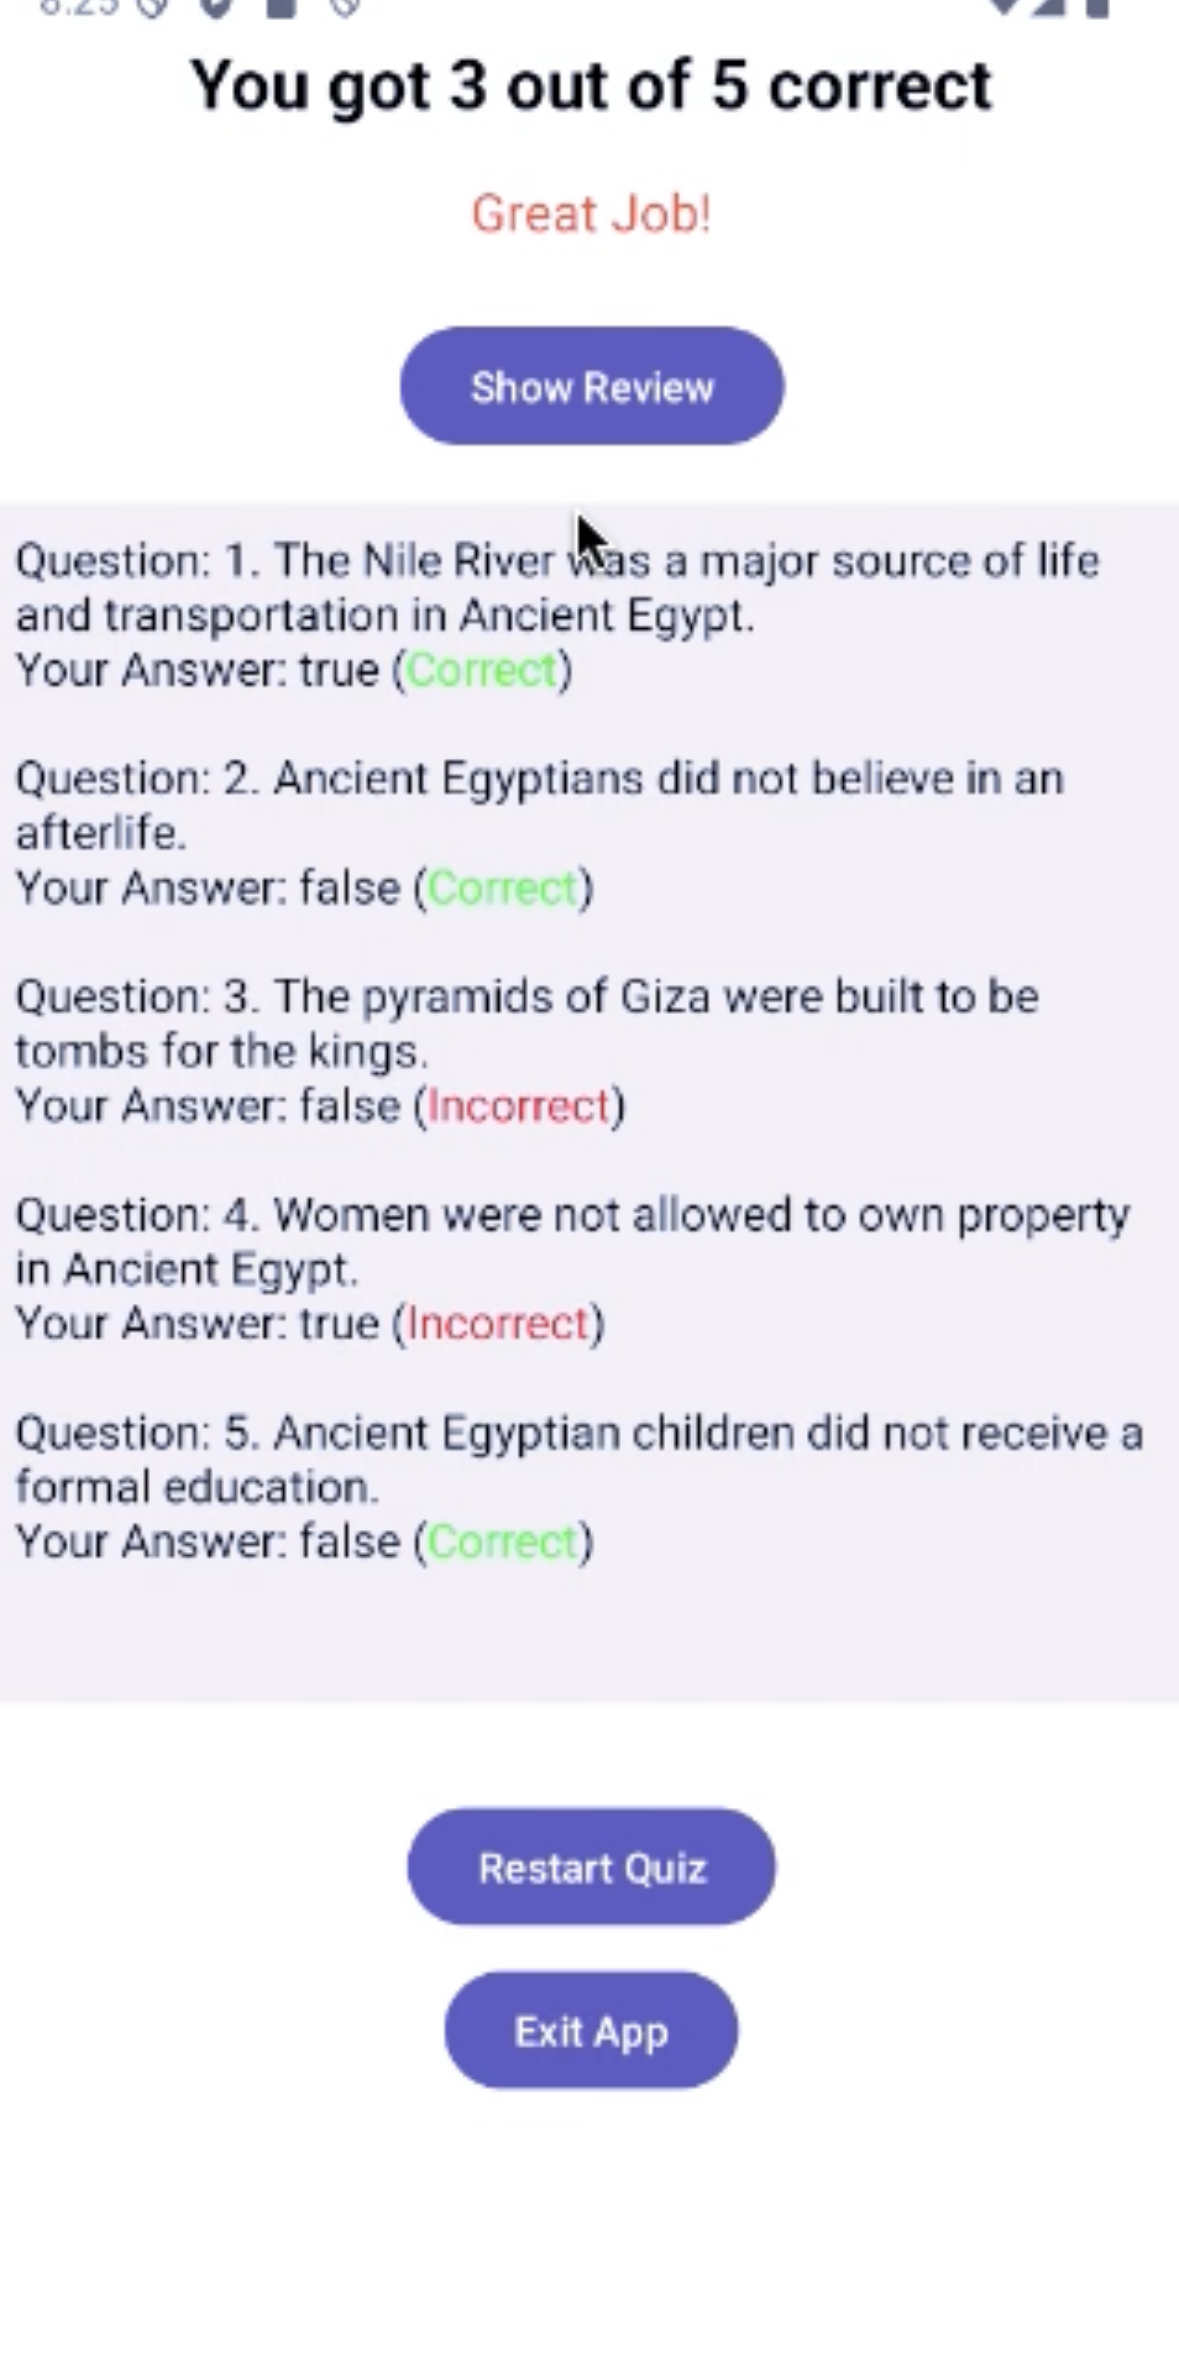 8:25
You got 3 out of 5 correct
Great Job!
Show Review
Question: 1. The Nile River was a major source of life
and transportation in Ancient Egypt.
Your Answer: true (Correct)
Question: 2. Ancient Egyptians did not believe in an
afterlife.
Your Answer: false (Correct)
Question: 3. The pyramids of Giza were built to be
tombs for the kings.
Your Answer: false (Incorrect)
Question: 4. Women were not allowed to own property
in Ancient Egypt.
Your Answer: true (Incorrect)
Question: 5. Ancient Egyptian children did not receive a
formal education.
Your Answer: false (Correct)
Restart Quiz
Exit App